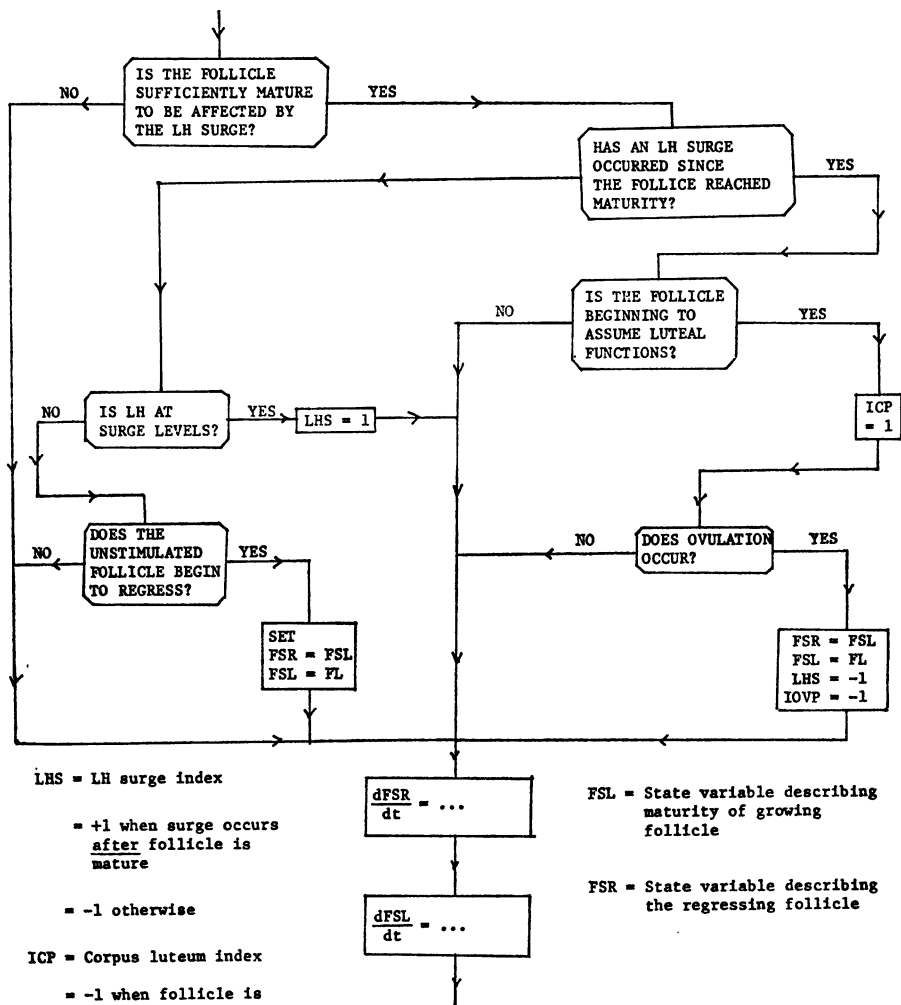 IS THE FOLLICLE
SUFFICIENTLY MATURE
TO BE AFFECTED BY
THE LH SURGE?
NO
YES
HAS AN LH SURGE
OCCURRED SINCE
THE FOLLICE REACHED
MATURITY?
YES
IS THE FOLLICLE
BEGINNING TO
ASSUME LUTEAL
FUNCTIONS?
NO
YES
ICP
= 1
IS LH AT
SURGE LEVELS?
NO
YES
LHS = 1
DOES THE
UNSTIMULATED
FOLLICLE BEGIN
TO REGRESS?
NO
YES
DOES OVULATION
OCCUR?
NO
YES
SET
FSR = FSL
FSL = FL
FSR = FSL
FSL = FL
LHS = -1
IOVP = -1
LHS = LH surge index
= +1 when surge occurs
after follicle is
mature
= -1 otherwise
ICP = Corpus luteum index
= -1 when follicle is
dFSR
dt = ...
dFSL
dt = ...
FSL = State variable describing
maturity of growing
follicle
FSR = State variable describing
the regressing follicle